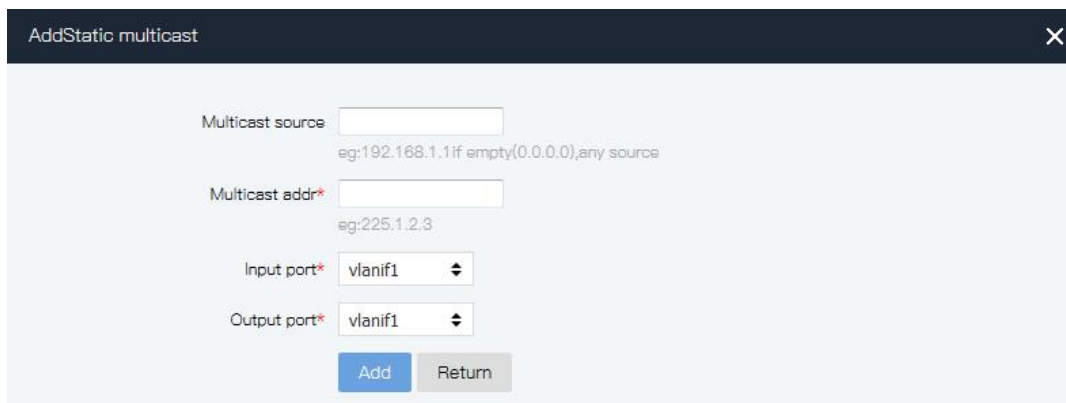 AddStatic multicast
Multicast source
eg:192.168.1.1if empty(0.0.0.0),any source
Multicast addr*
eg:225.1.2.3
Input port* vlanif1
Output port* vlanif1
Add Return